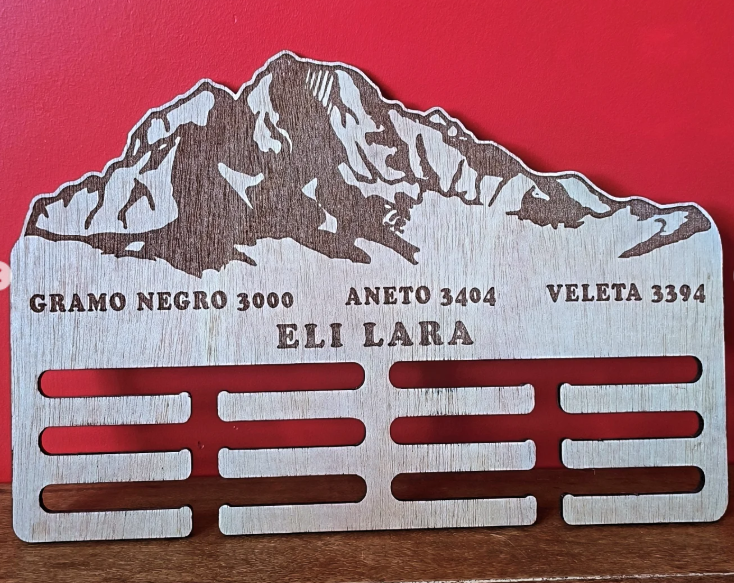 GRAMO NEGRO 3000 ANETO 3404 VELETA 3394
ELI LARA